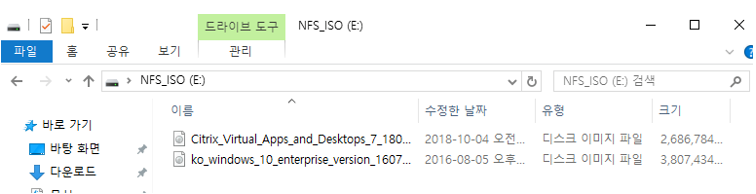 드라이브 도구 NFS_ISO (E:)
파일 홈 공유 보기 관리
NFS_ISO (E:) NFS_ISO (E:) 검색
이름 수정한 날짜 유형 크기
바로 가기
Citrix_Virtual_Apps_and_Desktops_7_180... 2018-10-04 오전... 디스크 이미지 파일 2,686,784...
바탕 화면
ko_windows_10_enterprise_version_1607... 2016-08-05 오후... 디스크 이미지 파일 3,807,434...
다운로드